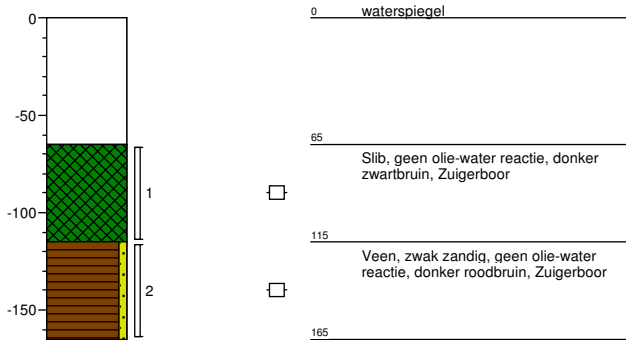 0
0 waterspiegel
-50
65
Slib, geen olie-water reactie, donker
zwartbruin, Zuigerboor
1
-100
115
Veen, zwak zandig, geen olie-water
reactie, donker roodbruin, Zuigerboor
2
-150
165